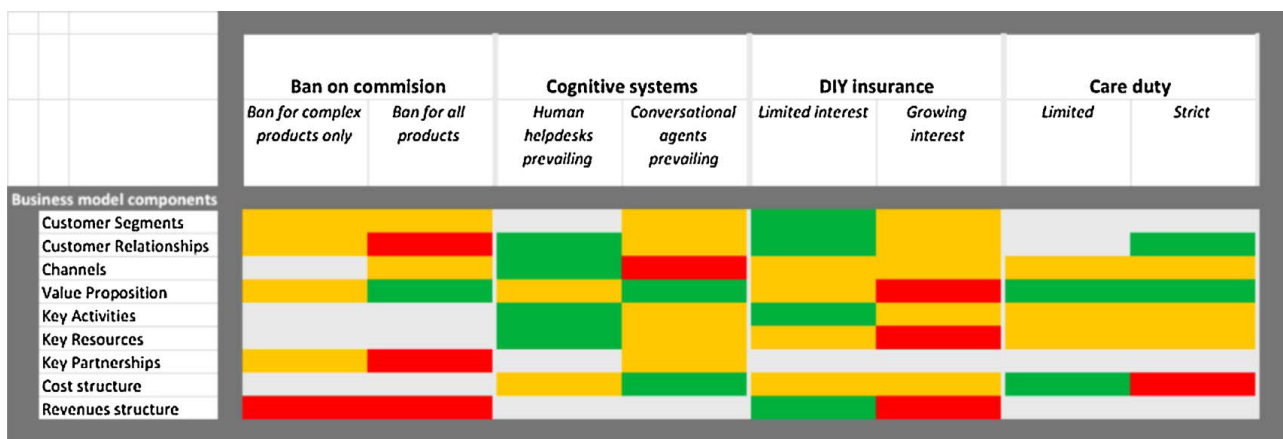 Ban on commision Cognitive systems DIY insurance Care duty
Ban for complex Ban for all Human Conversational Limited interest Growing Limited Strict
products only products helpdesks agents interest
prevailing prevailing
Business model components
Customer Segments
Customer Relationships
Channels
Value Proposition
Key Activities
Key Resources
Key Partnerships
Cost structure
Revenues structure